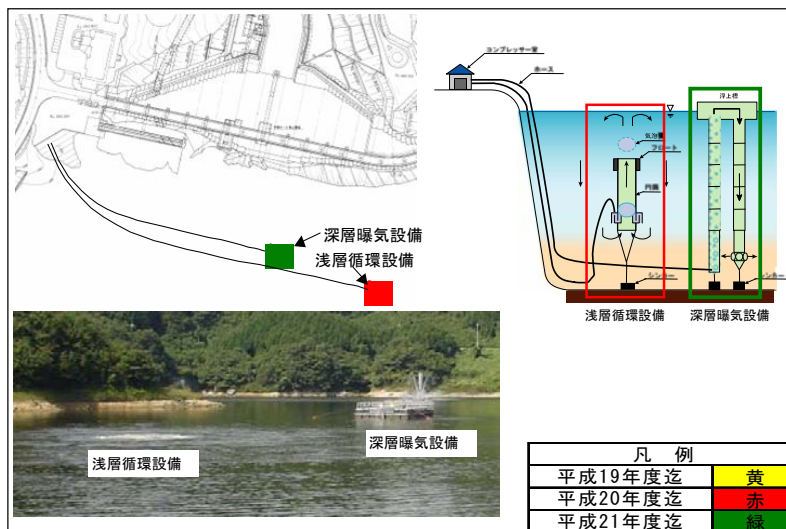 コンプレッサー室
ホース
浮上槽
気泡弾
フロート
円筒
シンカー
シンカー
浅層循環設備
深層曝気設備
深層曝気設備
浅層循環設備
浅層循環設備
深層曝気設備
凡 例
平成19年度迄 黄
平成20年度迄 赤
平成21年度迄 緑